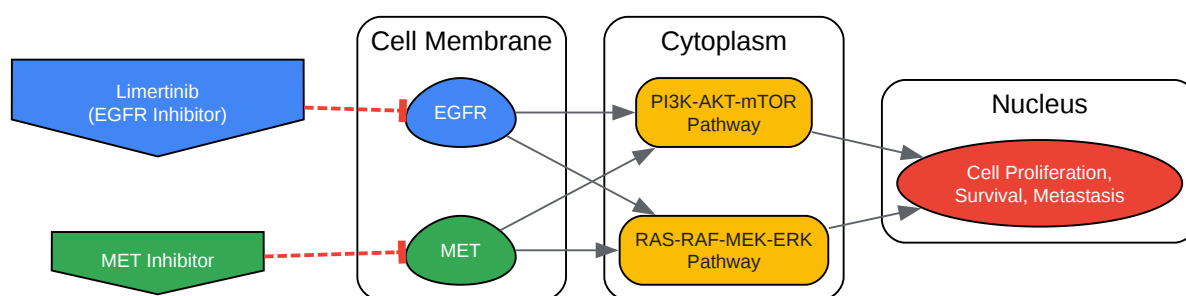 Cell Membrane
Cytoplasm
Nucleus
Limertinib
(EGFR Inhibitor)
EGFR
PI3K-AKT-mTOR
Pathway
Cell Proliferation,
Survival, Metastasis
MET Inhibitor
MET
RAS-RAF-MEK-ERK
Pathway